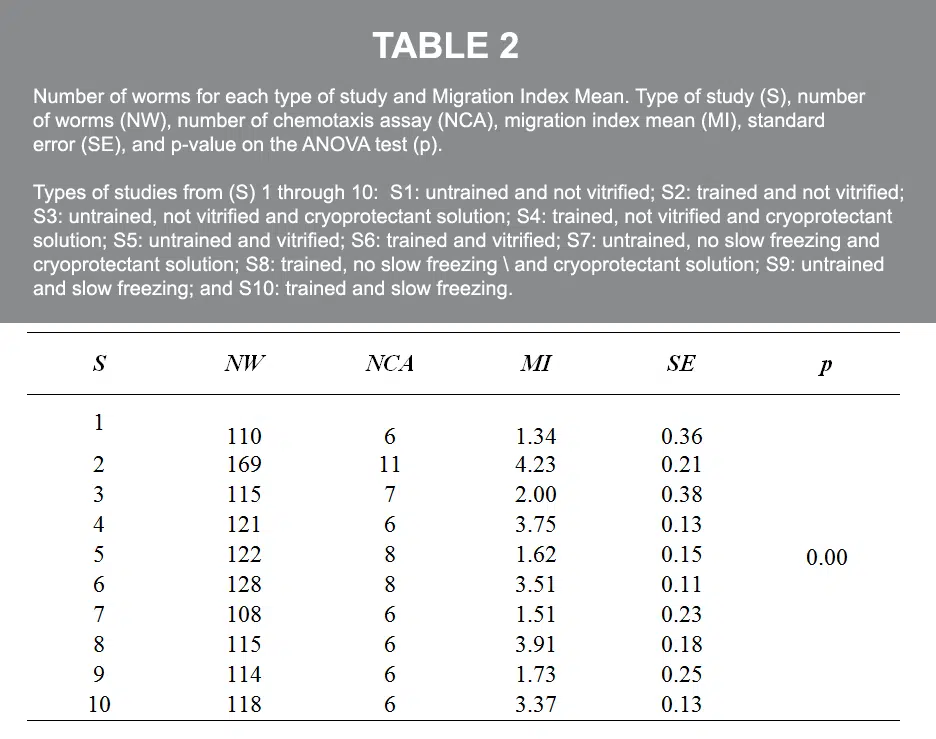 TABLE 2
Number of worms for each type of study and Migration Index Mean. Type of study (S), number
of worms (NW), number of chemotaxis assay (NCA), migration index mean (MI), standard
error (SE), and p-value on the ANOVA test (p).
Types of studies from (S) 1 through 10:  S1: untrained and not vitrified; S2: trained and not vitrified;
S3: untrained, not vitrified and cryoprotectant solution; S4: trained, not vitrified and cryoprotectant
solution; S5: untrained and vitrified; S6: trained and vitrified; S7: untrained, no slow freezing and
cryoprotectant solution; S8: trained, no slow freezing \ and cryoprotectant solution; S9: untrained
and slow freezing; and S10: trained and slow freezing.
S NW NCA MI SE p
1 110 6 1.34 0.36
2 169 11 4.23 0.21
3 115 7 2.00 0.38
4 121 6 3.75 0.13
5 122 8 1.62 0.15 0.00
6 128 8 3.51 0.11
7 108 6 1.51 0.23
8 115 6 3.91 0.18
9 114 6 1.73 0.25
10 118 6 3.37 0.13